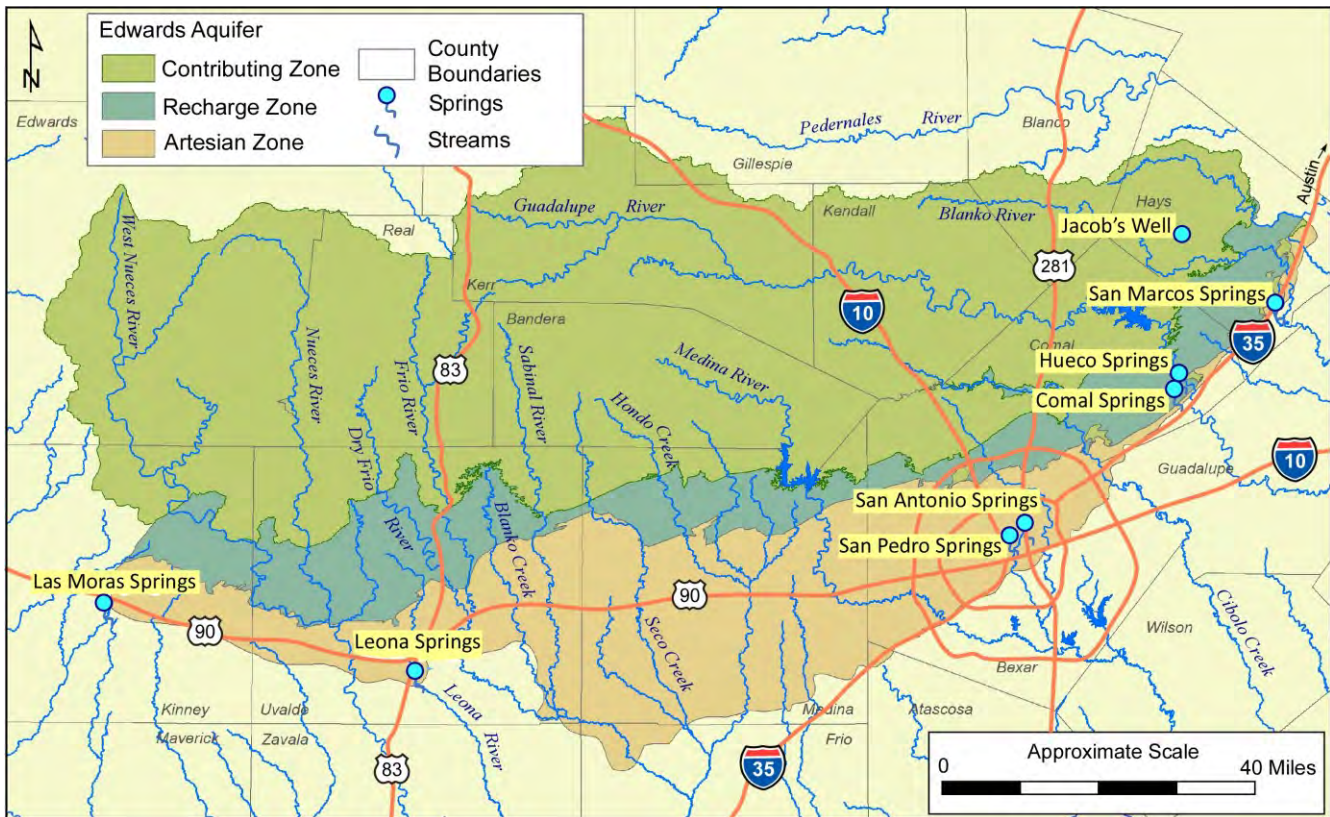 N
Edwards Aquifer
Contributing Zone
Recharge Zone
Artesian Zone
County
Boundaries
Springs
Streams
Edwards
Pedernales River
Blanco
Gillespie
Austin
West Nueces River
Real
Guadalupe River
Kendall
Blanko River
Hays
Jacob's Well
281
Kerr
10
San Marcos Springs
Bandera
Nueces River
Frio River
83
Sabinal River
Medina River
Comal
35
Hueco Springs
Comal Springs
Hondo Creek
Dry Frio
River
Guadalupe
10
Blanko Creek
San Antonio Springs
San Pedro Springs
Las Moras Springs
90
90
Leona Springs
Seco Creek
Cibolo Creek
Wilson
Bexar
Leona
River
Kinney
Uvalde
Medina
Atascosa
Maverick
Zavala
Frio
83
35
Approximate Scale
0
40 Miles